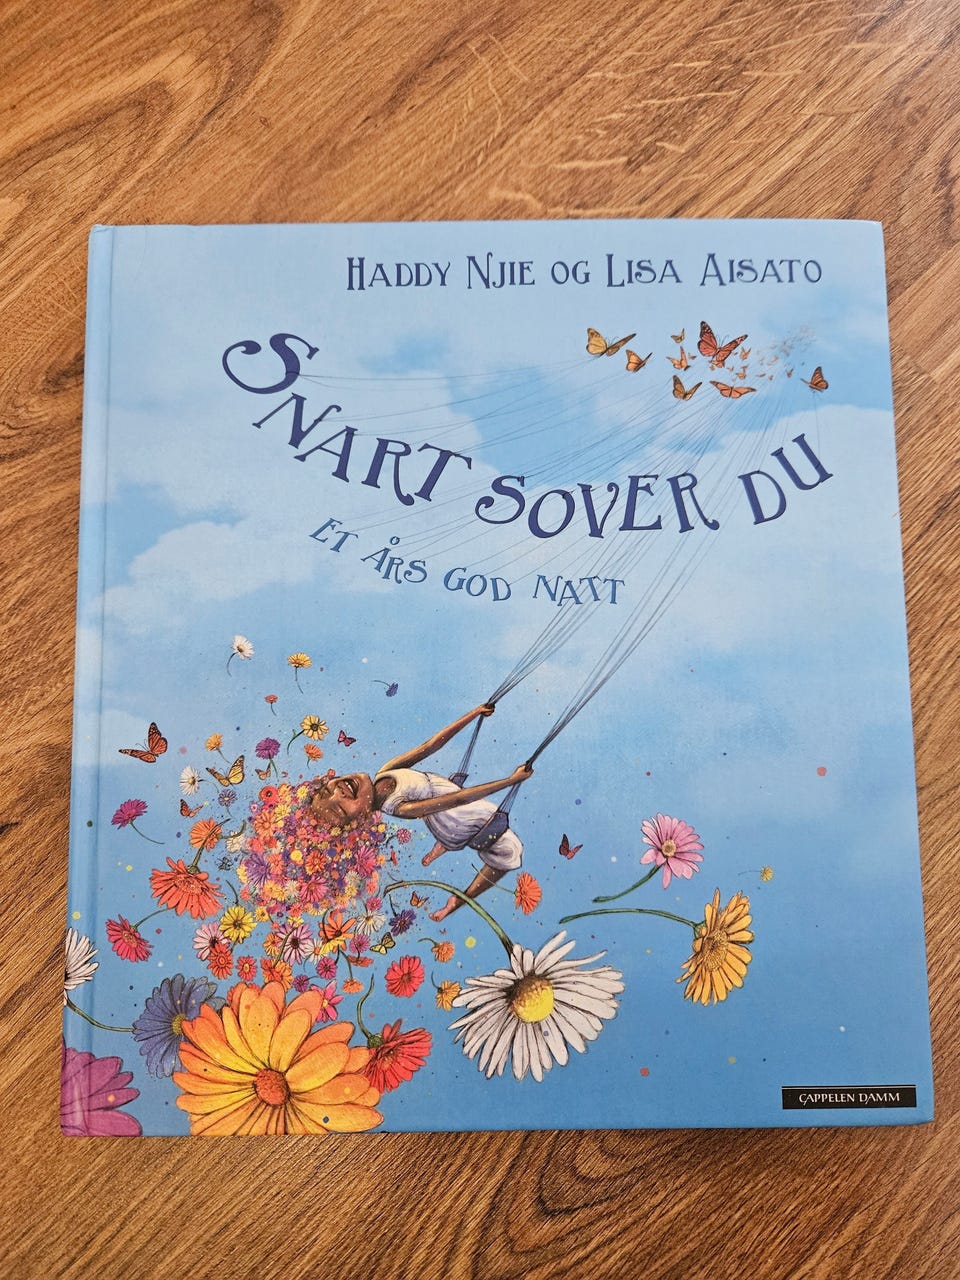 HADDY NJIE OG LISA AISATO
SNART SOVER DU
ET ÅRS GOD NATT
CAPPELEN DAMM